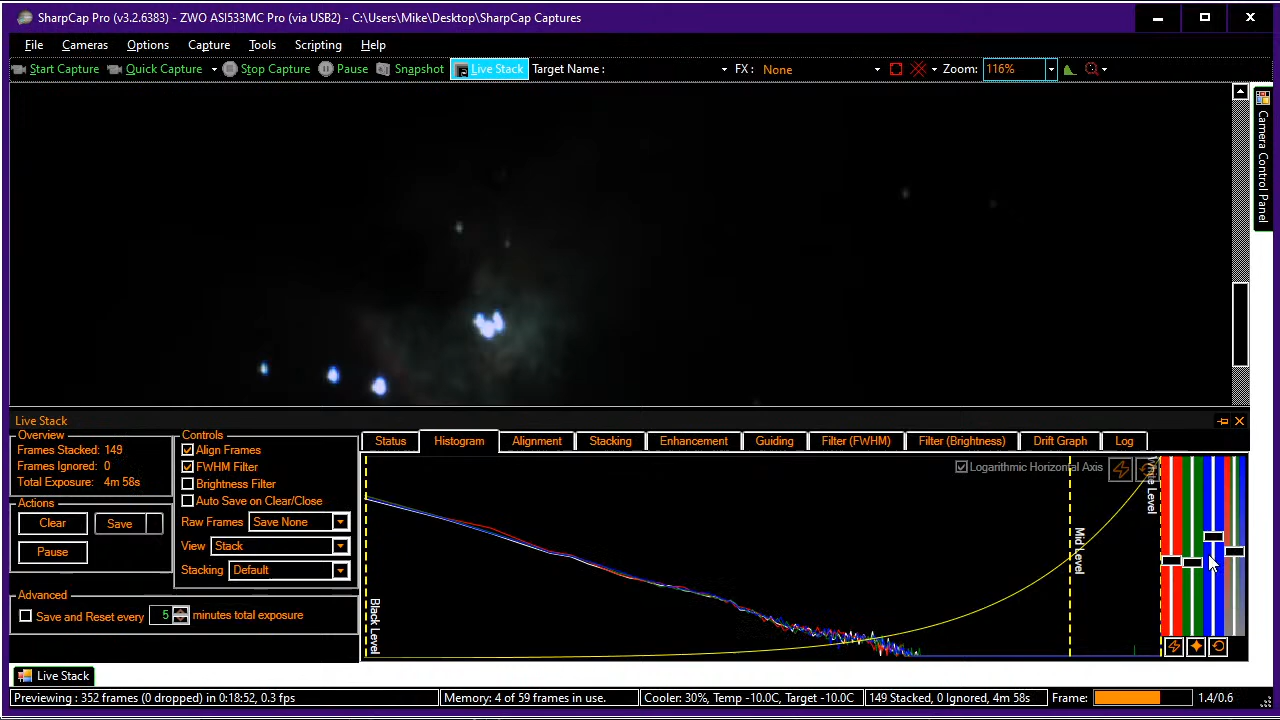 SharpCap Pro (v3.2.6383) - ZWO ASI533MC Pro (via USB2) - C:\Users\Mike\Desktop\SharpCap Captures
File Cameras Options Capture Tools Scripting Help
Start Capture Quick Capture Stop Capture Pause Snapshot Live Stack Target Name : FX : None Zoom: 116%
Camera Control Panel
Live Stack
Overview
Frames Stacked: 149
Frames Ignored: 0
Total Exposure: 4m 58s
Actions
Clear Save
Pause
Controls
Align Frames
FWHM Filter
Brightness Filter
Auto Save on Clear/Close
Raw Frames Save None
View Stack
Stacking Default
Advanced
Save and Reset every 5 minutes total exposure
Status Histogram Alignment Stacking Enhancement Guiding Filter (FWHM) Filter (Brightness) Drift Graph Log
Logarithmic Horizontal Axis
Black Level
Mid Level
White Level
Live Stack
Previewing : 352 frames (0 dropped) in 0:18:52, 0.3 fps Memory: 4 of 59 frames in use. Cooler: 30%, Temp -10.0C, Target -10.0C 149 Stacked, 0 Ignored, 4m 58s Frame: 1.4/0.6